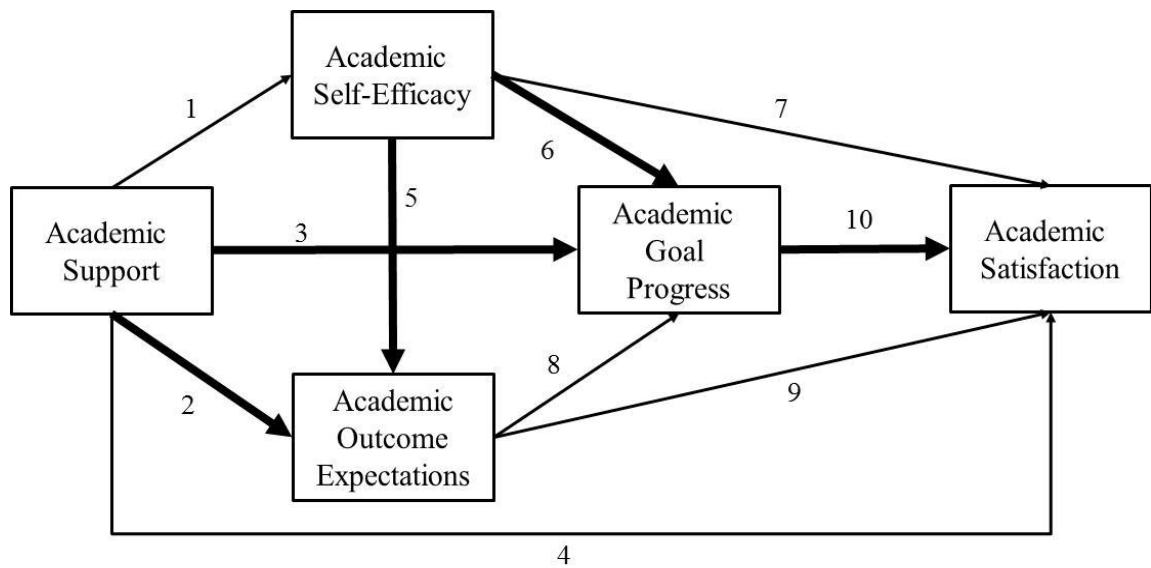 Academic
Self-Efficacy
1
7
6
5
Academic
Support
3
Academic
Goal
Progress
10
Academic
Satisfaction
2
8
9
Academic
Outcome
Expectations
4